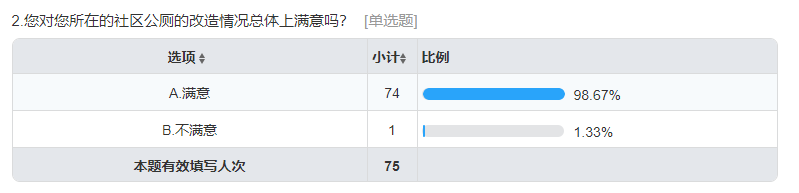 2.您对您所在的社区公厕的改造情况总体上满意吗? [单选题]
选项 小计 比例
A.满意 74 98.67%
B.不满意 1 1.33%
本题有效填写人次 75